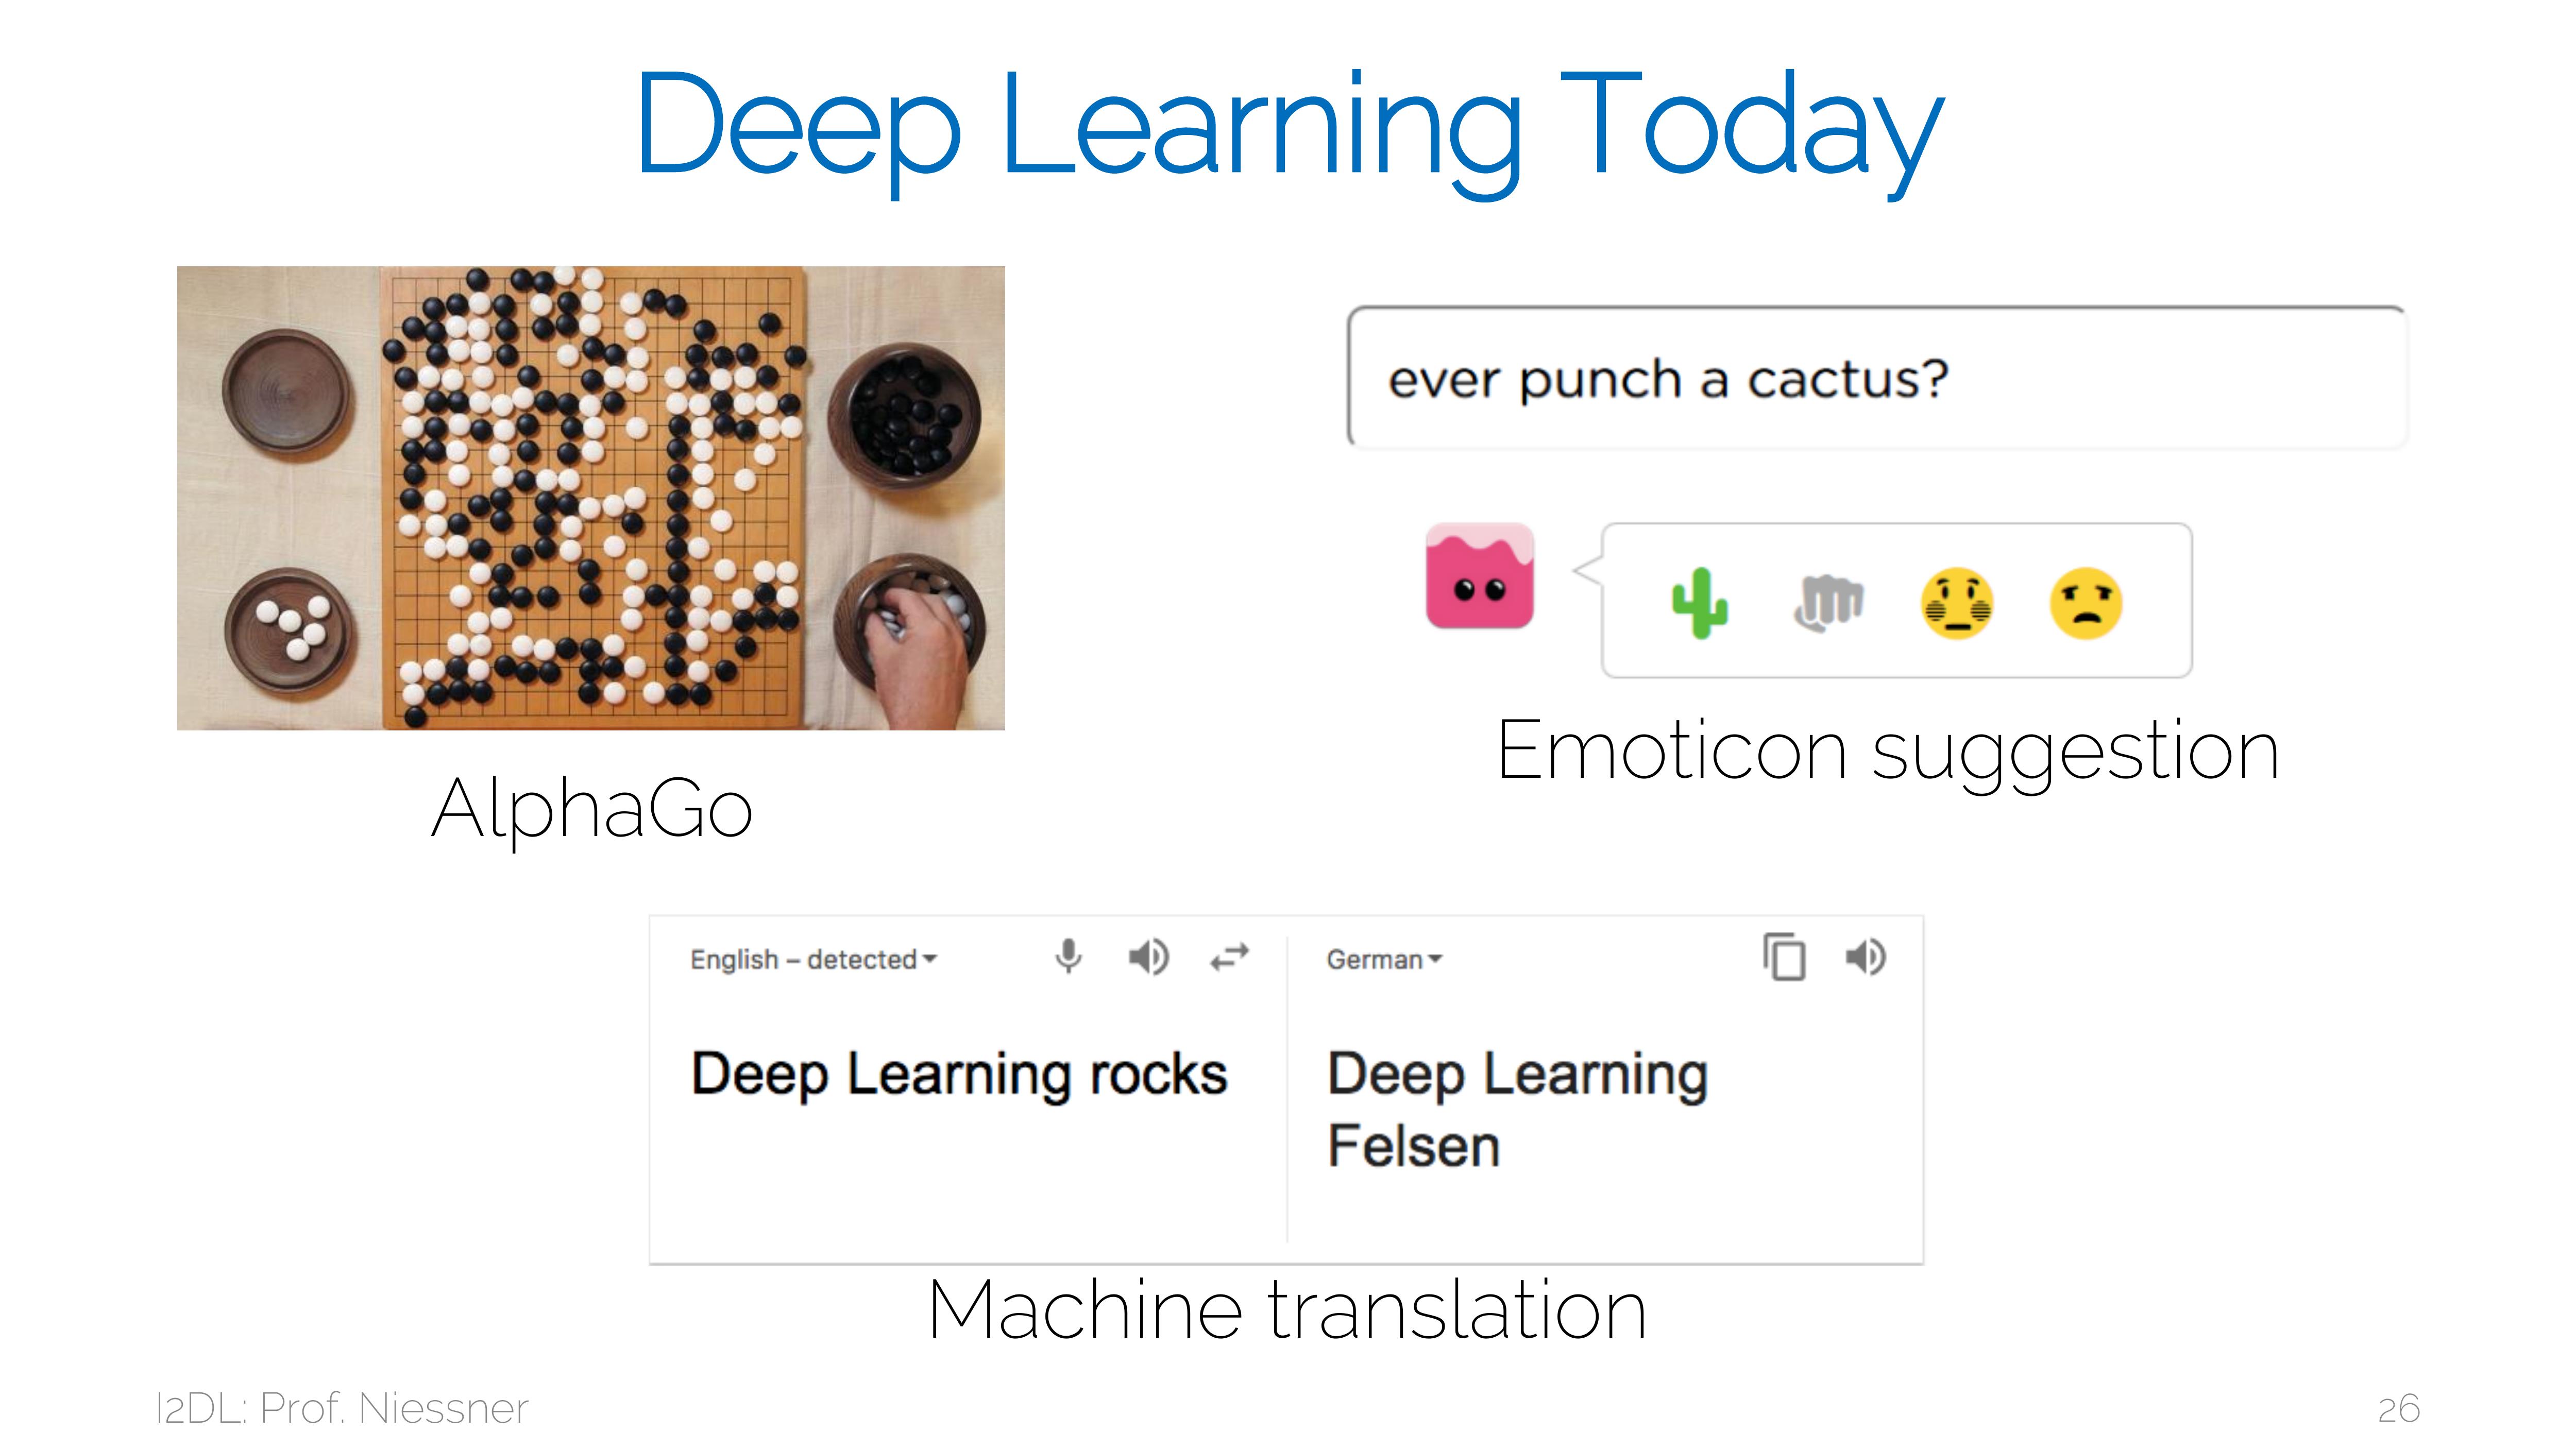 Deep Learning Today
ever punch a cactus?
Emoticon suggestion
AlphaGo
English – detected
German
Deep Learning rocks
Deep Learning
Felsen
Machine translation
I2DL: Prof. Niessner
26